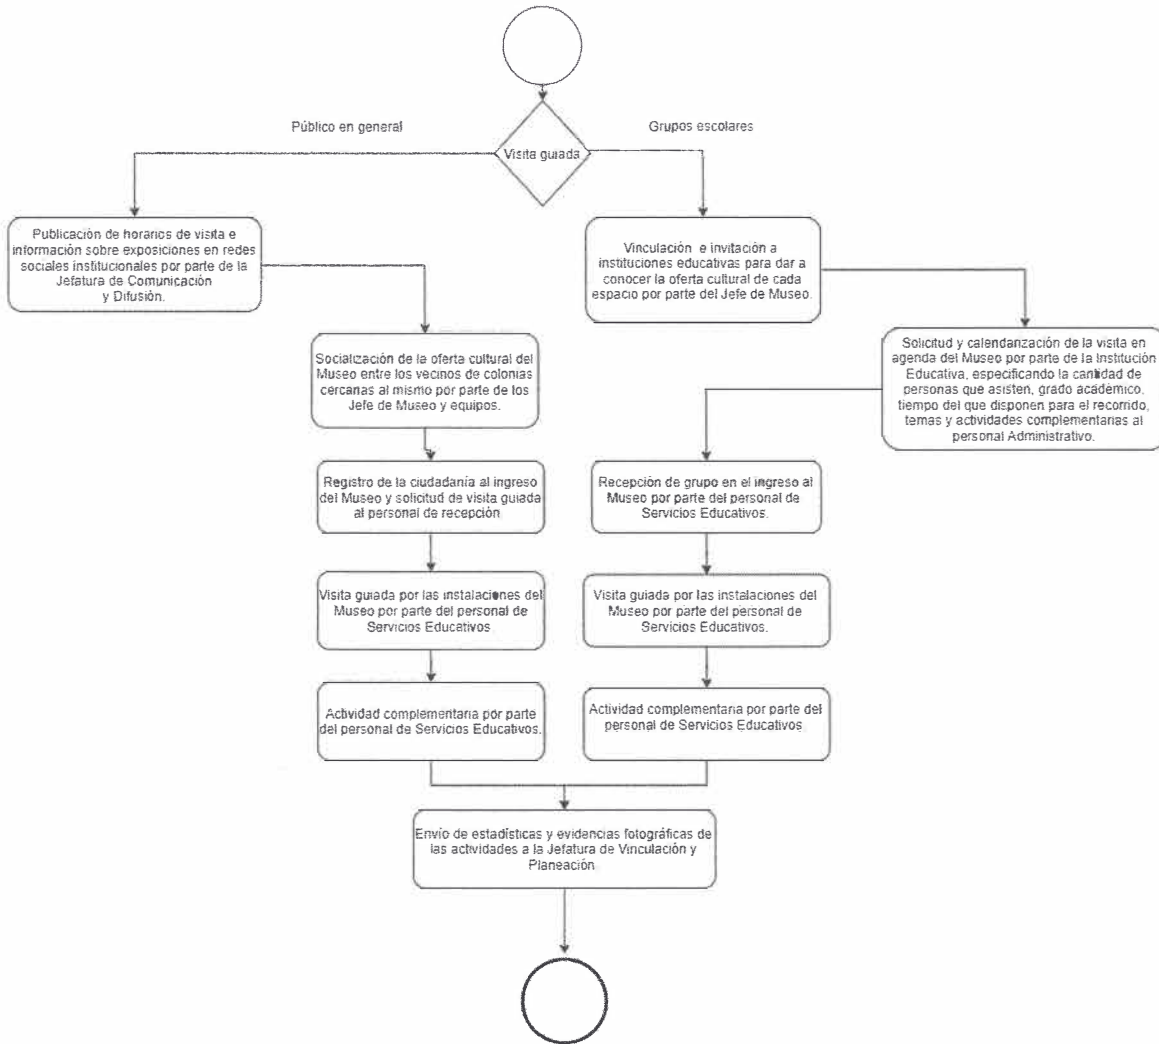 Público en general
Grupos escolares
Visita guiada
Publicación de horarios de visita e
información sobre exposiciones en redes
sociales institucionales por parte de la
Jefatura de Comunicación
y Difusión.
Vinculación e invitación a
instituciones educativas para dar a
conocer la oferta cultural de cada
espacio por parte del Jefe de Museo.
Socialización de la oferta cultural del
Museo entre los vecinos de colonias
cercanas al mismo por parte de los
Jefe de Museo y equipos.
Solicitud y calendarización de la visita en
agenda del Museo por parte de la Institución
Educativa, especificando la cantidad de
personas que asisten, grado académico,
tiempo del que disponen para el recorrido,
temas y actividades complementarias al
personal Administrativo.
Registro de la ciudadanía al ingreso
del Museo y solicitud de visita guiada
al personal de recepción
Recepción de grupo en el ingreso al
Museo por parte del personal de
Servicios Educativos.
Visita guiada por las instalaciones del
Museo por parte del personal de
Servicios Educativos
Visita guiada por las instalaciones del
Museo por parte del personal de
Servicios Educativos.
Actividad complementaria por parte
del personal de Servicios Educativos.
Actividad complementaria por parte del
personal de Servicios Educativos
Envío de estadísticas y evidencias fotográficas de
las actividades a la Jefatura de Vinculación y
Planeación